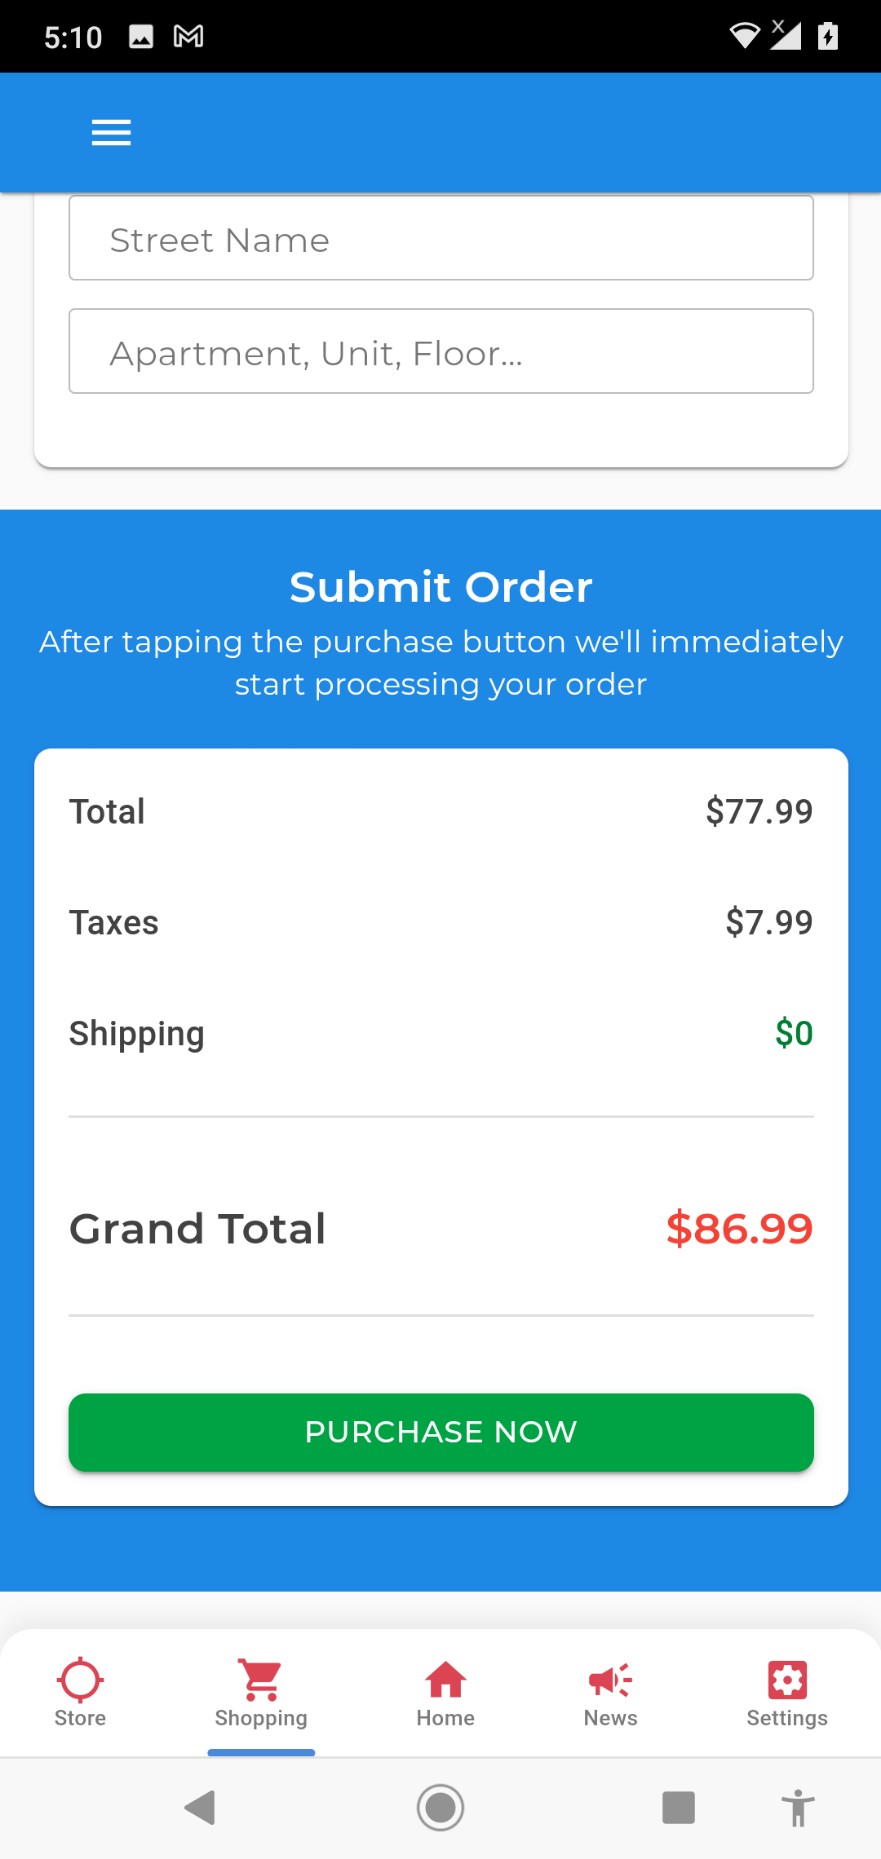 5:10
Street Name
Apartment, Unit, Floor...
Submit Order
After tapping the purchase button we'll immediately
start processing your order
Total $77.99
Taxes $7.99
Shipping $0
Grand Total $86.99
PURCHASE NOW
Store Shopping Home News Settings